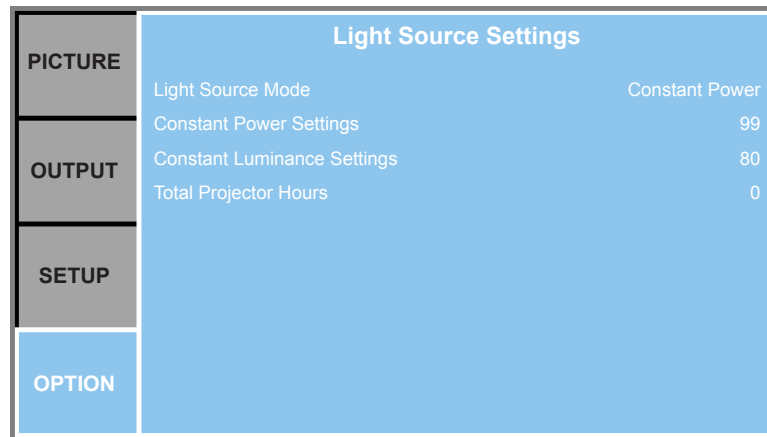 PICTURE
OUTPUT
SETUP
OPTION
Light Source Settings
Light Source Mode Constant Power
Constant Power Settings 99
Constant Luminance Settings 80
Total Projector Hours 0